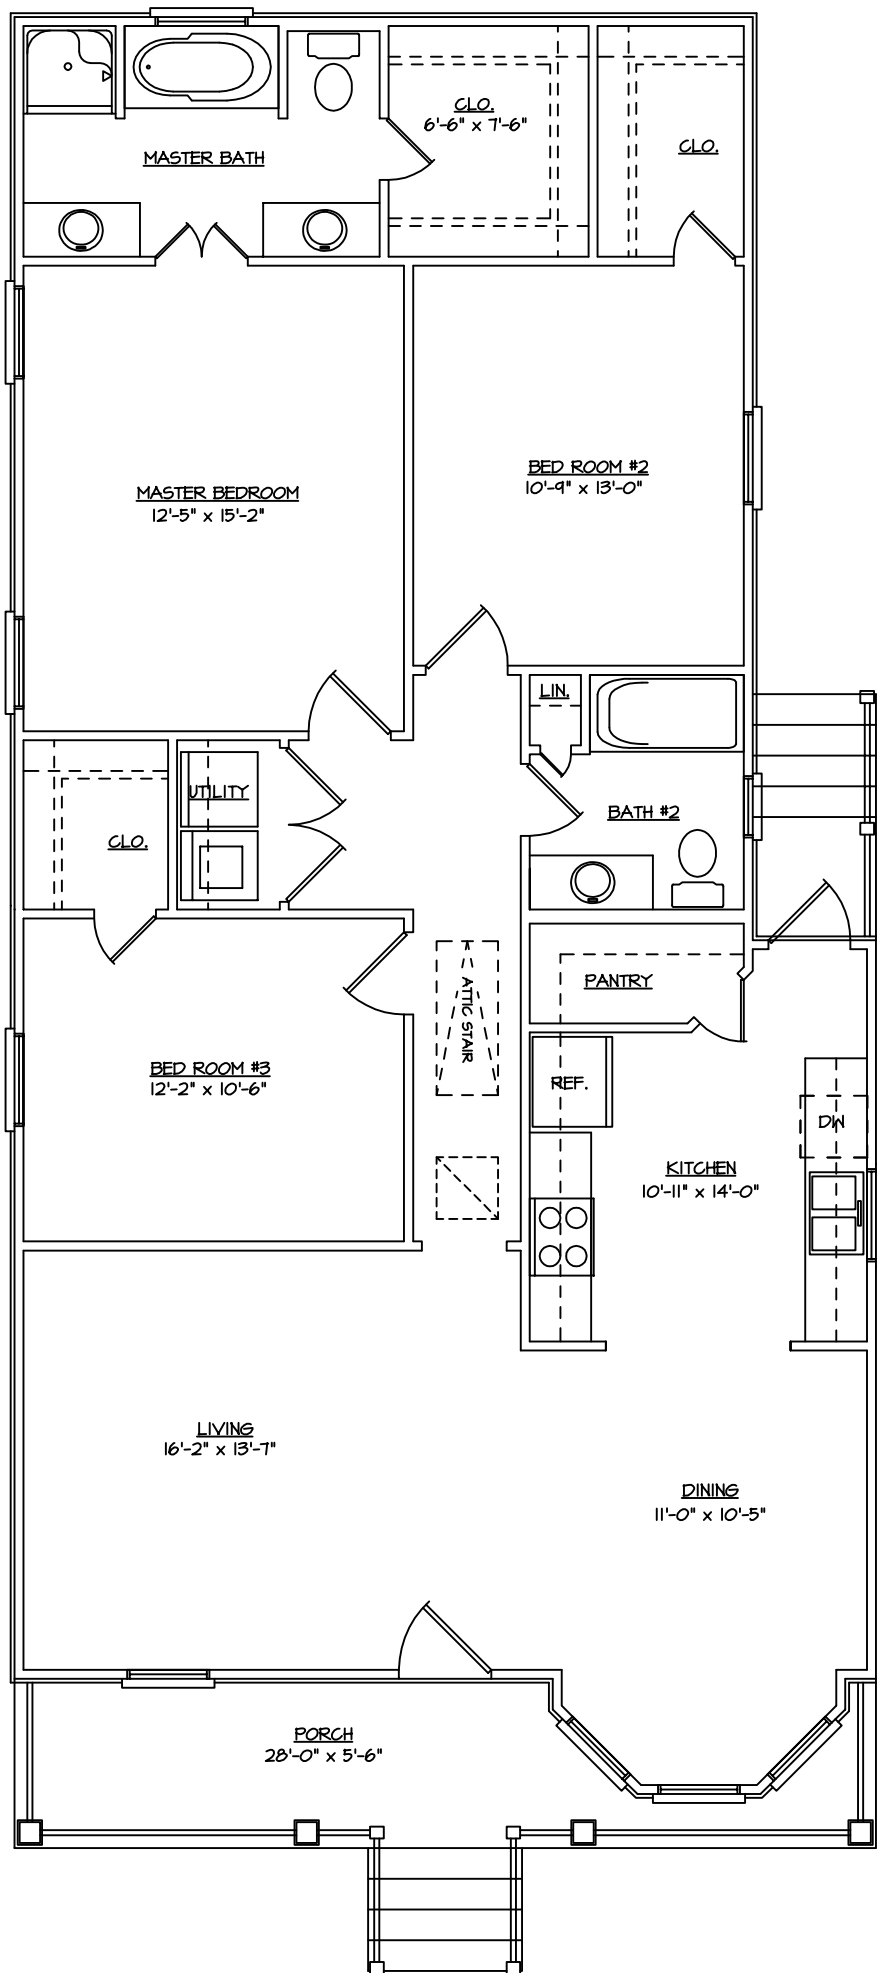 CLO.
6'-6" x 7'-6"
CLO.
MASTER BATH
BED ROOM #2
10'-9" x 13'-0"
MASTER BEDROOM
12'-5" x 15'-2"
LIN.
UTILITY
BATH #2
CLO.
PANTRY
ATTIC STAIR
BED ROOM #3
12'-2" x 10'-6"
REF.
DW
KITCHEN
10'-11" x 14'-0"
LIVING
16'-2" x 13'-7"
DINING
11'-0" x 10'-5"
PORCH
28'-0" x 5'-6"